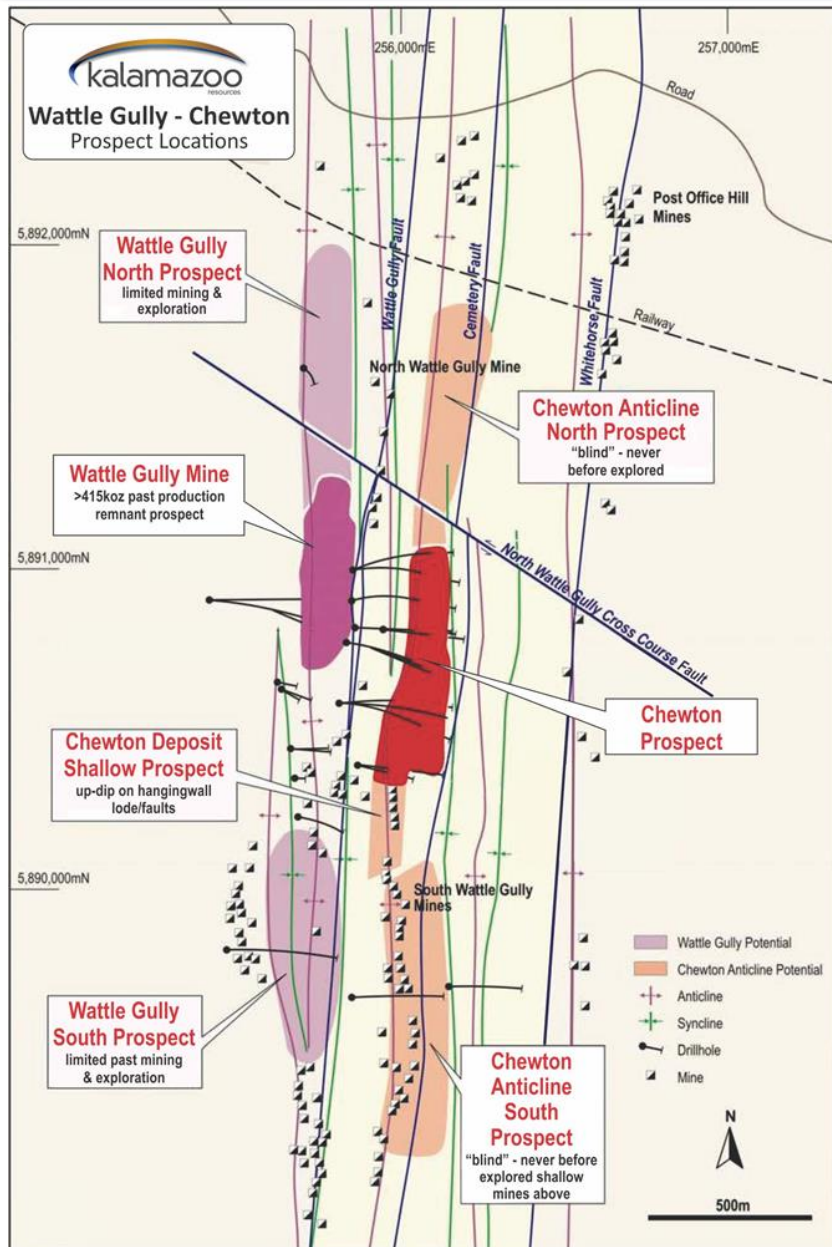 kalamazoo
resources
Wattle Gully - Chewton
Prospect Locations
256,000mE
257,000mE
Road
Post Office Hill
Mines
5,892,000mN
Wattle Gully
North Prospect
limited mining &
exploration
Wattle Gully Fault
Cemetery Fault
Whitehorse Fault
Railway
North Wattle Gully Mine
Chewton Anticline
North Prospect
"blind" - never
before explored
Wattle Gully Mine
>415koz past production
remnant prospect
5,891,000mN
North Wattle Gully Cross Course Fault
Chewton
Prospect
Chewton Deposit
Shallow Prospect
up-dip on hangingwall
lode/faults
5,890,000mN
South Wattle Gully
Mines
Wattle Gully
South Prospect
limited past mining
& exploration
Chewton
Anticline
South
Prospect
"blind" - never before
explored shallow
mines above
Wattle Gully Potential
Chewton Anticline Potential
Anticline
Syncline
Drillhole
Mine
N
500m